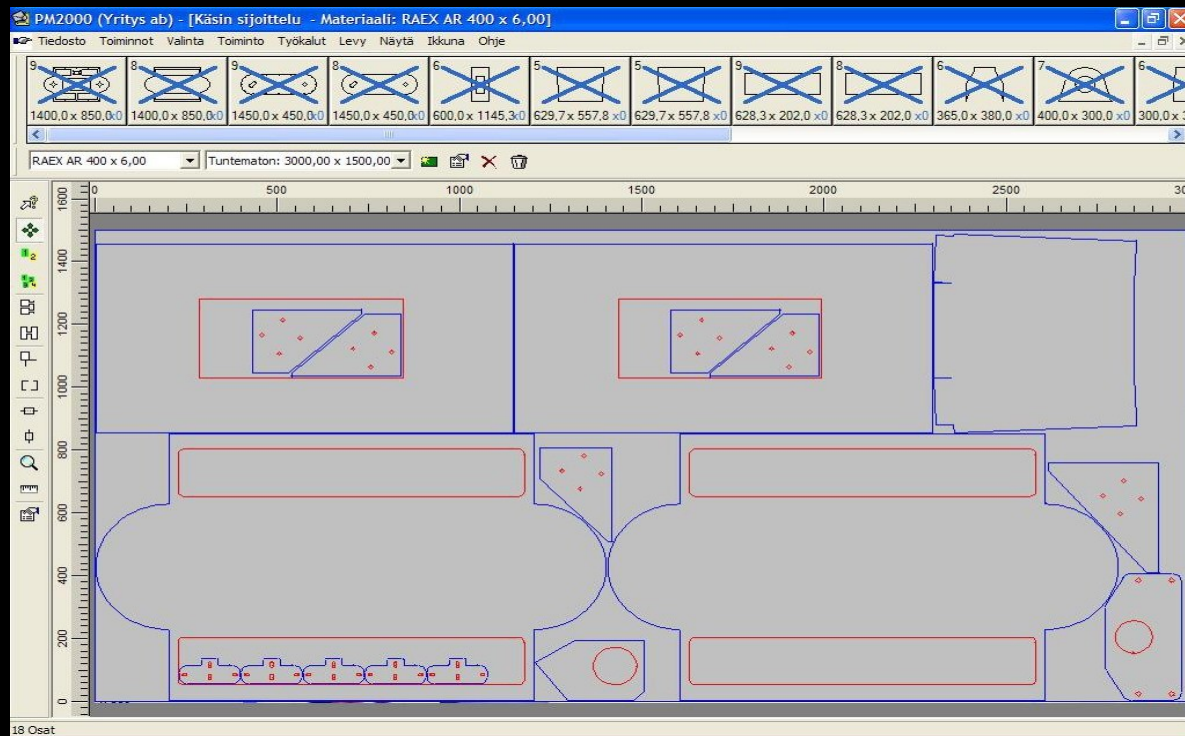 PM2000 (Yritys ab) - [Käsin sijoittelu - Materiaali: RAEX AR 400 x 6,00]
Tiedosto Toiminnot Valinta Toiminto Työkalut Levy Näytä Ikkuna Ohje
9 8 9 8 6 5 5 9 8 6 7 6
1400,0 x 850,0 x0 1400,0 x 850,0 x0 1450,0 x 450,0 x0 1450,0 x 450,0 x0 600,0 x 1145,3 x0 629,7 x 557,8 x0 629,7 x 557,8 x0 628,3 x 202,0 x0 628,3 x 202,0 x0 365,0 x 380,0 x0 400,0 x 300,0 x0 300,0 x 3
RAEX AR 400 x 6,00 Tuntematon: 3000,00 x 1500,00
0 500 1000 1500 2000 2500 30
1600
1400
1200
1000
800
600
400
200
0
18 Osat